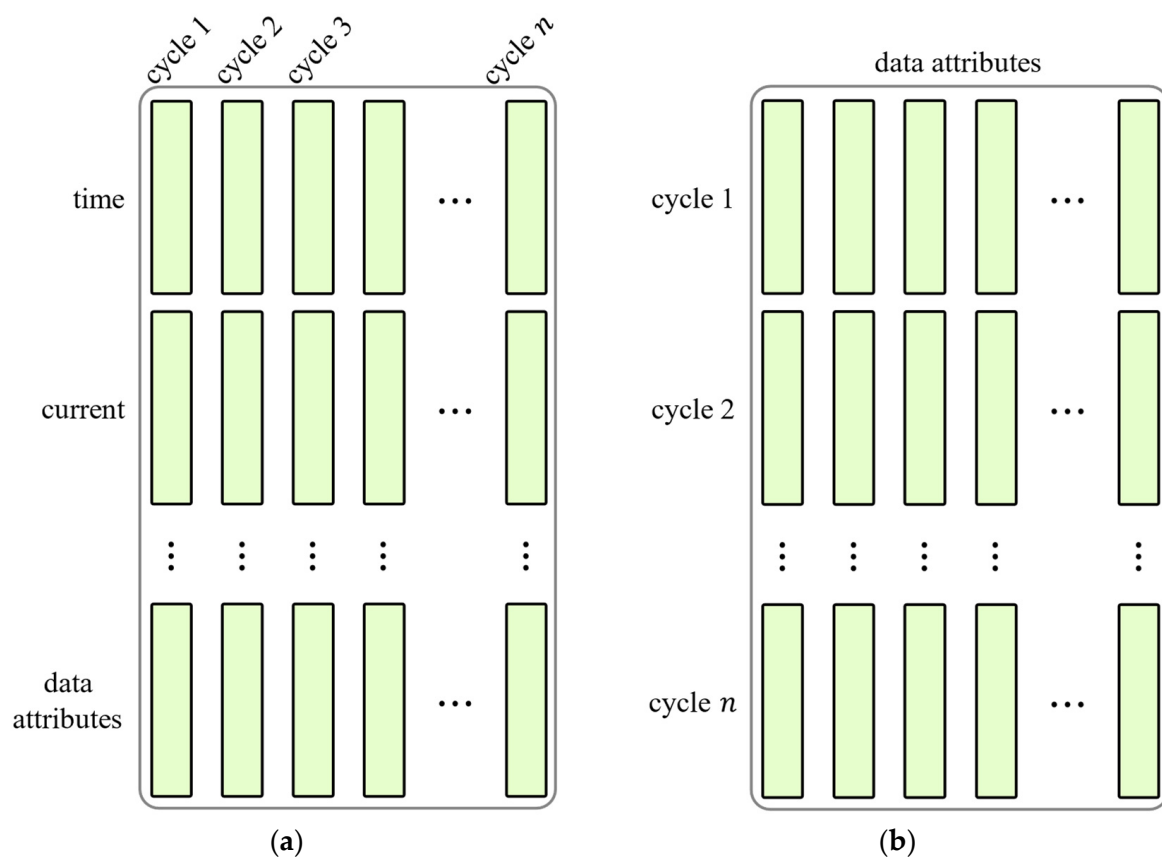 cycle 1
cycle 2
cycle 3
cycle n
time
...
current
...
data
attributes
...
(a)
data attributes
cycle 1
...
cycle 2
...
cycle n
...
(b)